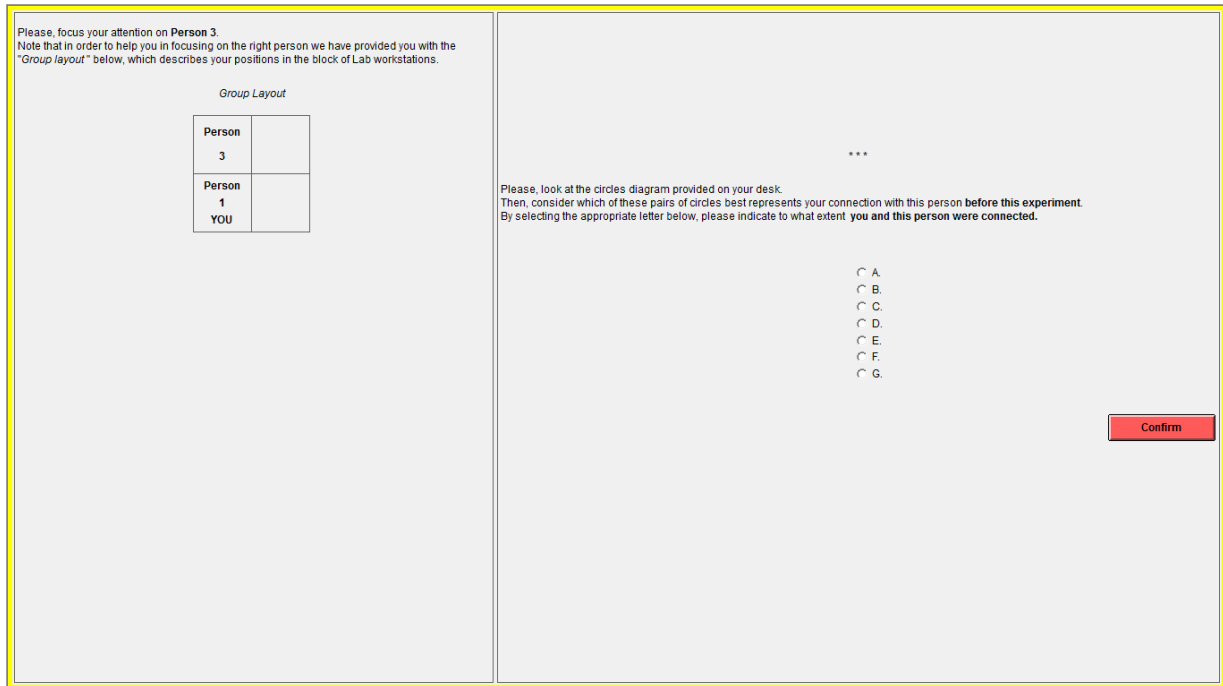 Please, focus your attention on Person 3.
Note that in order to help you in focusing on the right person we have provided you with the
"Group layout" below, which describes your positions in the block of Lab workstations.
Group Layout
Person
3
Person
1
YOU
* * *
Please, look at the circles diagram provided on your desk.
Then, consider which of these pairs of circles best represents your connection with this person before this experiment.
By selecting the appropriate letter below, please indicate to what extent you and this person were connected.
A.
B.
C.
D.
E.
F.
G.
Confirm